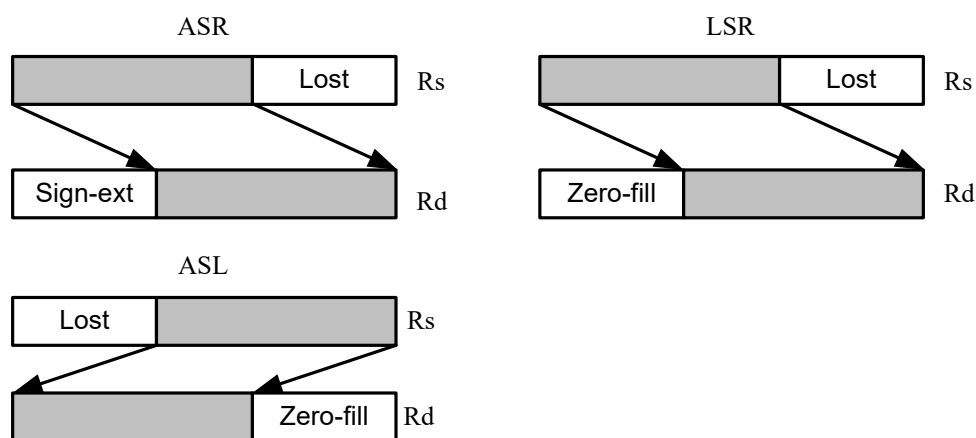 ASR
Lost Rs
Sign-ext Rd
LSR
Lost Rs
Zero-fill Rd
ASL
Lost Rs
Zero-fill Rd